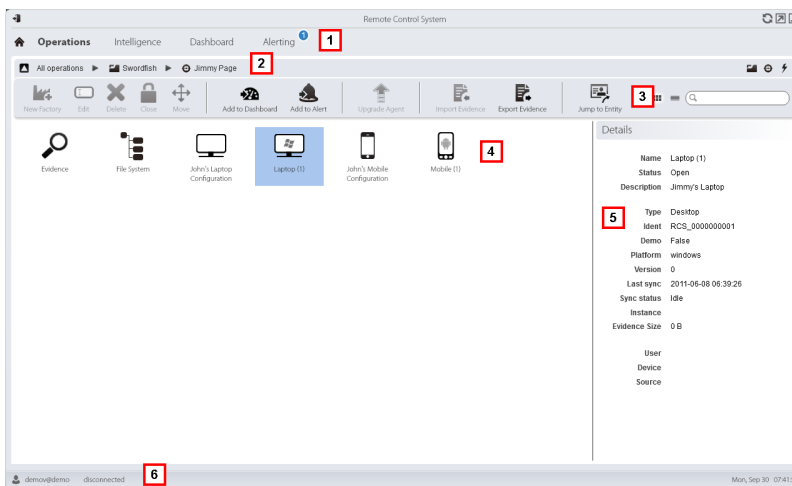 Remote Control System
Operations Intelligence Dashboard Alerting 1 1
All operations Swordfish Jimmy Page 2
New Factory Edit Delete Close Move Add to Dashboard Add to Alert Upgrade Agent Import Evidence Export Evidence Jump to Entity 3
Details
Evidence File System John's Laptop Configuration Laptop (1) John's Mobile Configuration Mobile (1) 4
Name Laptop (1)
Status Open
Description Jimmy's Laptop
5
Type Desktop
Ident RCS_0000000001
Demo False
Platform windows
Version 0
Last sync 2011-06-08 06:39:26
Sync status Idle
Instance
Evidence Size 0 B
User
Device
Source
demov@demo disconnected 6 Mon, Sep 30